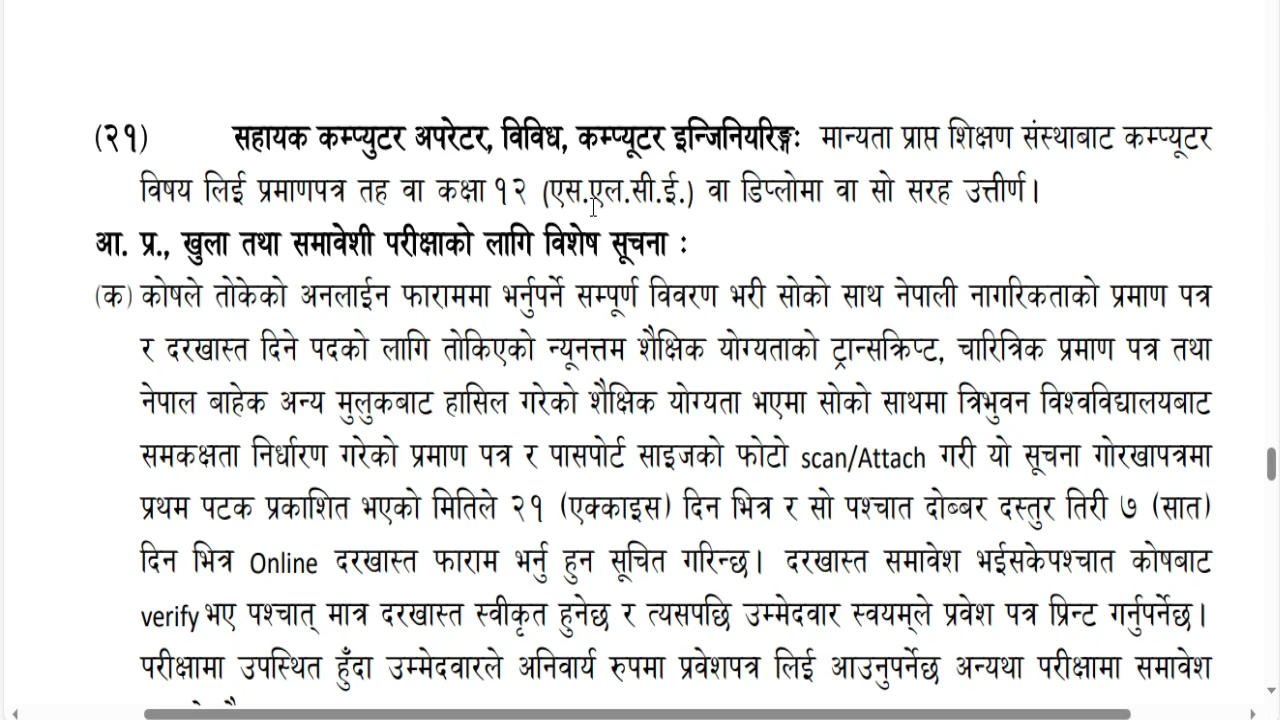 (२१) सहायक कम्प्युटर अपरेटर, विविध, कम्प्यूटर इन्जिनियरिङ्गः मान्यता प्राप्त शिक्षण संस्थाबाट कम्प्यूटर
विषय लिई प्रमाणपत्र तह वा कक्षा १२ (एस.एल.सी.ई.) वा डिप्लोमा वा सो सरह उत्तीर्ण।
आ. प्र., खुला तथा समावेशी परीक्षाको लागि विशेष सूचना :
(क) कोषले तोकेको अनलाईन फाराममा भर्नुपर्ने सम्पूर्ण विवरण भरी सोको साथ नेपाली नागरिकताको प्रमाण पत्र
र दरखास्त दिने पदको लागि तोकिएको न्यूनत्तम शैक्षिक योग्यताको ट्रान्सक्रिप्ट, चारित्रिक प्रमाण पत्र तथा
नेपाल बाहेक अन्य मुलुकबाट हासिल गरेको शैक्षिक योग्यता भएमा सोको साथमा त्रिभुवन विश्वविद्यालयबाट
समकक्षता निर्धारण गरेको प्रमाण पत्र र पासपोर्ट साइजको फोटो scan/Attach गरी यो सूचना गोरखापत्रमा
प्रथम पटक प्रकाशित भएको मितिले २१ (एक्काइस) दिन भित्र र सो पश्चात दोब्बर दस्तुर तिरी ७ (सात)
दिन भित्र Online दरखास्त फाराम भर्नु हुन सूचित गरिन्छ। दरखास्त समावेश भईसकेपश्चात कोषबाट
verify भए पश्चात् मात्र दरखास्त स्वीकृत हुनेछ र त्यसपछि उम्मेदवार स्वयम्ले प्रवेश पत्र प्रिन्ट गर्नुपर्नेछ।
परीक्षामा उपस्थित हुँदा उम्मेदवारले अनिवार्य रुपमा प्रवेशपत्र लिई आउनुपर्नेछ अन्यथा परीक्षामा समावेश